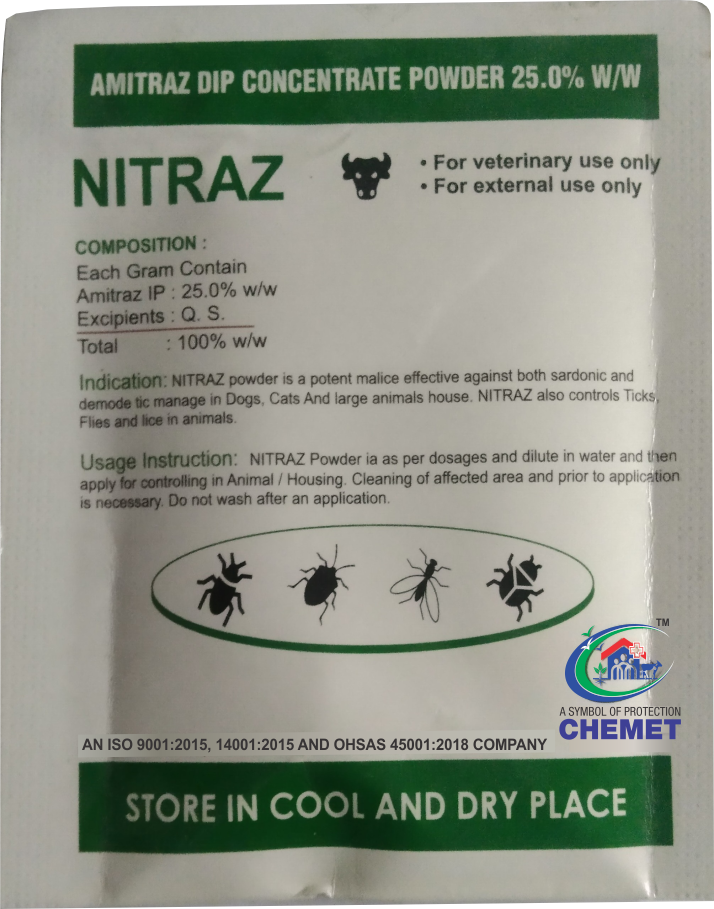 AMITRAZ DIP CONCENTRATE POWDER 25.0% W/W
NITRAZ
• For veterinary use only
• For external use only
COMPOSITION :
Each Gram Contain
Amitraz IP : 25.0% w/w
Excipients : Q. S.
Total : 100% w/w
Indication: NITRAZ powder is a potent malice effective against both sardonic and
demode tic manage in Dogs, Cats And large animals house. NITRAZ also controls Ticks,
Flies and lice in animals.
Usage Instruction: NITRAZ Powder ia as per dosages and dilute in water and then
apply for controlling in Animal / Housing. Cleaning of affected area and prior to application
is necessary. Do not wash after an application.
TM
A SYMBOL OF PROTECTION
CHEMET
AN ISO 9001:2015, 14001:2015 AND OHSAS 45001:2018 COMPANY
STORE IN COOL AND DRY PLACE